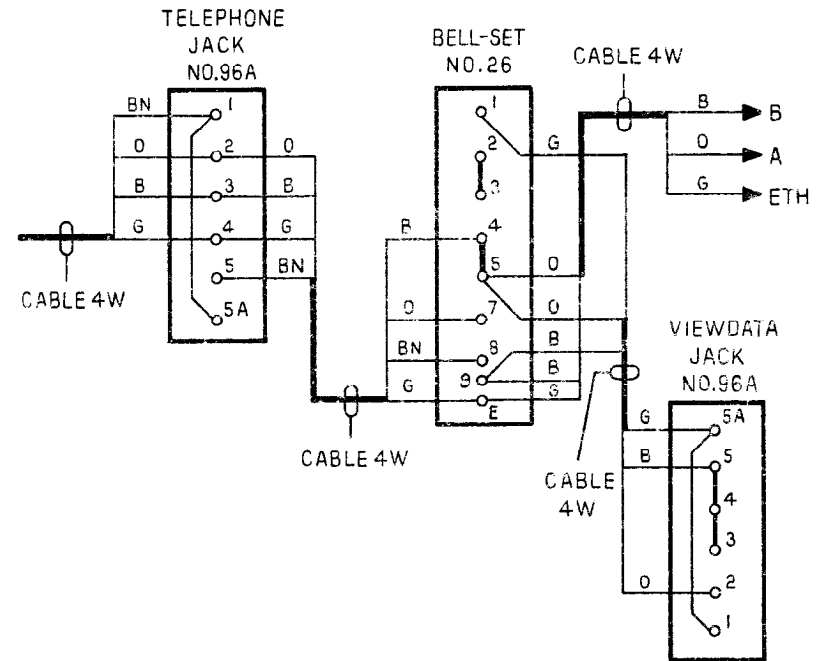 TELEPHONE
JACK
NO.96A
BN
1
O
2
O
B
3
B
G
4
G
5
BN
5A
CABLE 4W
CABLE 4W
BELL-SET
NO.26
1
G
2
3
B
4
5
O
O
7
O
BN
8
B
9
B
G
E
G
CABLE 4W
B
B
O
A
G
ETH
CABLE
4W
VIEWDATA
JACK
NO.96A
G
5A
B
5
4
3
O
2
1